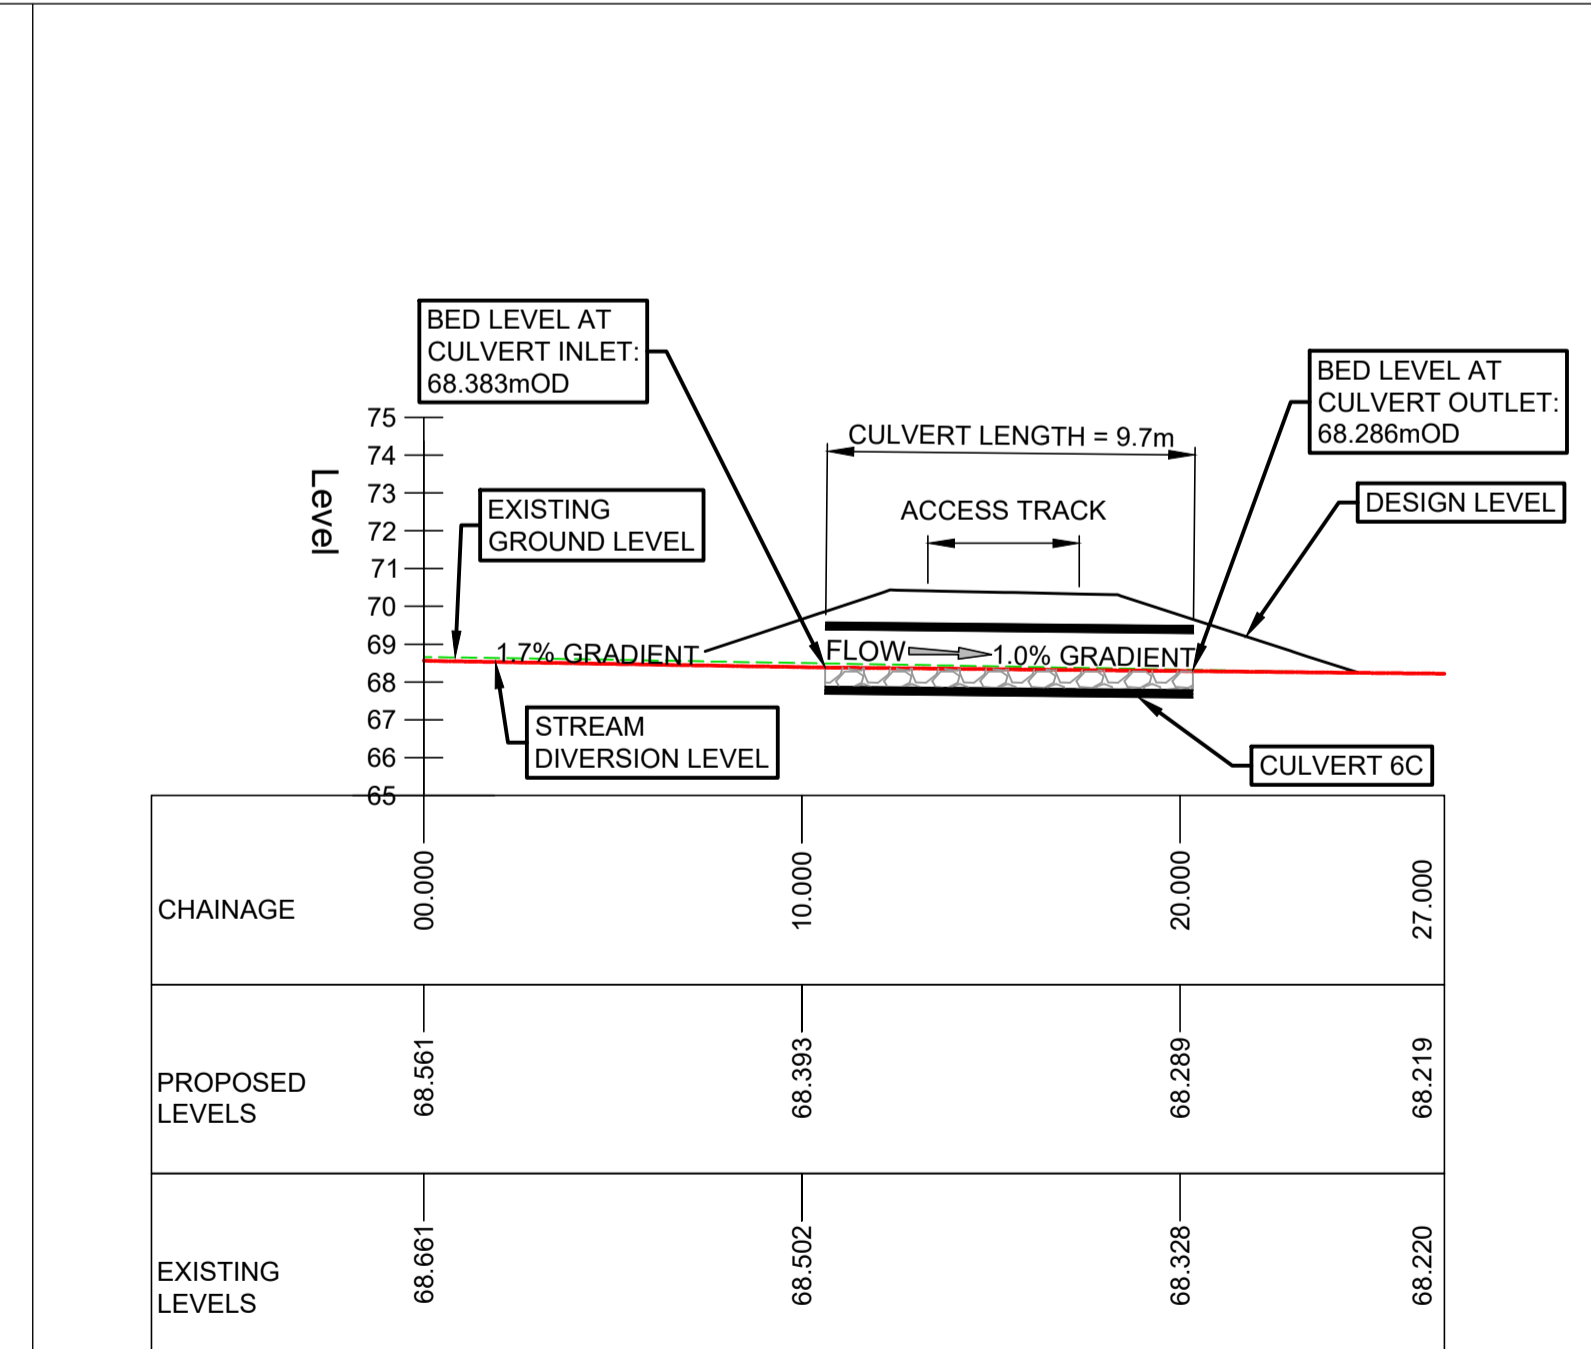 BED LEVEL AT
CULVERT INLET:
68.383mOD
BED LEVEL AT
CULVERT OUTLET:
68.286mOD
CULVERT LENGTH = 9.7m
ACCESS TRACK
DESIGN LEVEL
EXISTING
GROUND LEVEL
Level
75
74
73
72
71
70
69
68
67
66
65
1.7% GRADIENT
FLOW
1.0% GRADIENT
STREAM
DIVERSION LEVEL
CULVERT 6C
CHAINAGE
00.000
10.000
20.000
27.000
PROPOSED
LEVELS
68.561
68.393
68.289
68.219
EXISTING
LEVELS
68.661
68.502
68.328
68.220